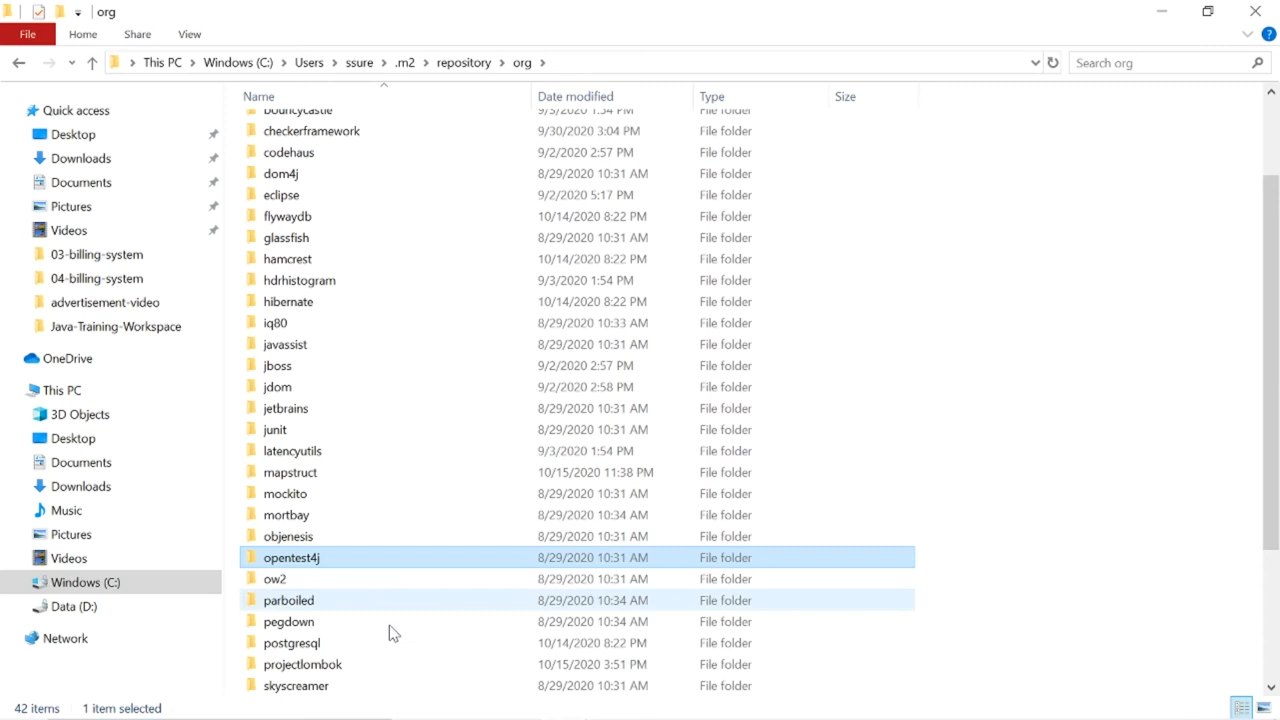 org
File Home Share View
This PC Windows (C:) Users ssure .m2 repository org Search org
Name Date modified Type Size
Quick access
Desktop
Downloads
Documents
Pictures
Videos
03-billing-system
04-billing-system
advertisement-video
Java-Training-Workspace
OneDrive
This PC
3D Objects
Desktop
Documents
Downloads
Music
Pictures
Videos
Windows (C:)
Data (D:)
Network
bouncycastle 9/3/2020 1:54 PM File folder
checkerframework 9/30/2020 3:04 PM File folder
codehaus 9/2/2020 2:57 PM File folder
dom4j 8/29/2020 10:31 AM File folder
eclipse 9/2/2020 5:17 PM File folder
flywaydb 10/14/2020 8:22 PM File folder
glassfish 8/29/2020 10:31 AM File folder
hamcrest 10/14/2020 8:22 PM File folder
hdrhistogram 9/3/2020 1:54 PM File folder
hibernate 10/14/2020 8:22 PM File folder
iq80 8/29/2020 10:33 AM File folder
javassist 8/29/2020 10:31 AM File folder
jboss 9/2/2020 2:57 PM File folder
jdom 9/2/2020 2:58 PM File folder
jetbrains 8/29/2020 10:31 AM File folder
junit 8/29/2020 10:31 AM File folder
latencyutils 9/3/2020 1:54 PM File folder
mapstruct 10/15/2020 11:38 PM File folder
mockito 8/29/2020 10:31 AM File folder
mortbay 8/29/2020 10:34 AM File folder
objenesis 8/29/2020 10:31 AM File folder
opentest4j 8/29/2020 10:31 AM File folder
ow2 8/29/2020 10:31 AM File folder
parboiled 8/29/2020 10:34 AM File folder
pegdown 8/29/2020 10:34 AM File folder
postgresql 10/14/2020 8:22 PM File folder
projectlombok 10/15/2020 3:51 PM File folder
skyscreamer 8/29/2020 10:31 AM File folder
42 items 1 item selected